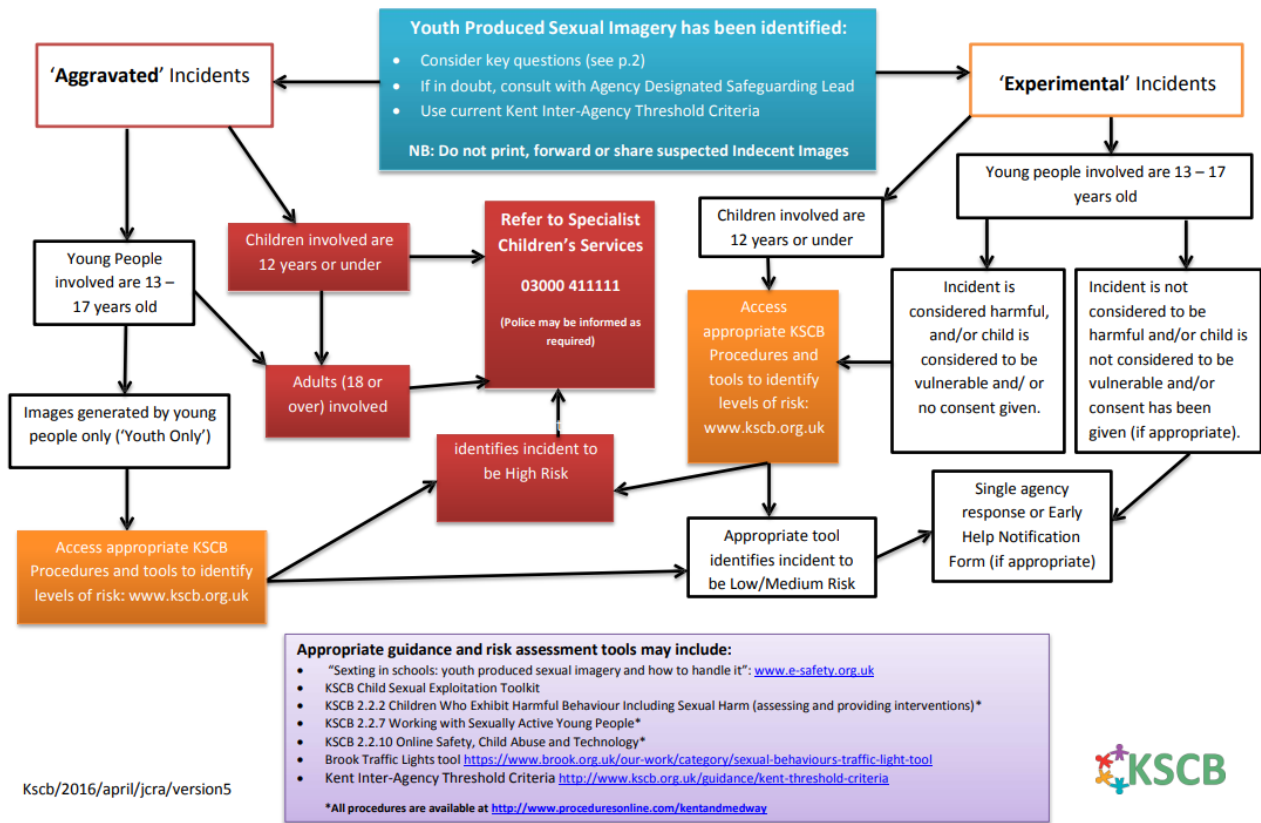 Youth Produced Sexual Imagery has been identified:
• Consider key questions (see p.2)
• If in doubt, consult with Agency Designated Safeguarding Lead
• Use current Kent Inter-Agency Threshold Criteria
NB: Do not print, forward or share suspected Indecent Images
‘Aggravated’ Incidents
‘Experimental’ Incidents
Young people involved are 13 – 17
years old
Children involved are
12 years or under
Refer to Specialist
Children’s Services
03000 411111
(Police may be informed as
required)
Children involved are
12 years or under
Young People
involved are 13 –
17 years old
Adults (18 or
over) involved
Images generated by young
people only (‘Youth Only’)
identifies incident to
be High Risk
Access
appropriate KSCB
Procedures and
tools to identify
levels of risk:
www.kscb.org.uk
Incident is
considered harmful,
and/or child is
considered to be
vulnerable and/ or
no consent given.
Incident is not
considered to be
harmful and/or child is
not considered to be
vulnerable and/or
consent has been
given (if appropriate).
Access appropriate KSCB
Procedures and tools to identify
levels of risk: www.kscb.org.uk
Appropriate tool
identifies incident to
be Low/Medium Risk
Single agency
response or Early
Help Notification
Form (if appropriate)
Appropriate guidance and risk assessment tools may include:
• “Sexting in schools: youth produced sexual imagery and how to handle it”: www.e-safety.org.uk
• KSCB Child Sexual Exploitation Toolkit
• KSCB 2.2.2 Children Who Exhibit Harmful Behaviour Including Sexual Harm (assessing and providing interventions)*
• KSCB 2.2.7 Working with Sexually Active Young People*
• KSCB 2.2.10 Online Safety, Child Abuse and Technology*
• Brook Traffic Lights tool https://www.brook.org.uk/our-work/category/sexual-behaviours-traffic-light-tool
• Kent Inter-Agency Threshold Criteria http://www.kscb.org.uk/guidance/kent-threshold-criteria
*All procedures are available at http://www.proceduresonline.com/kentandmedway
Kscb/2016/april/jcra/version5
KSCB